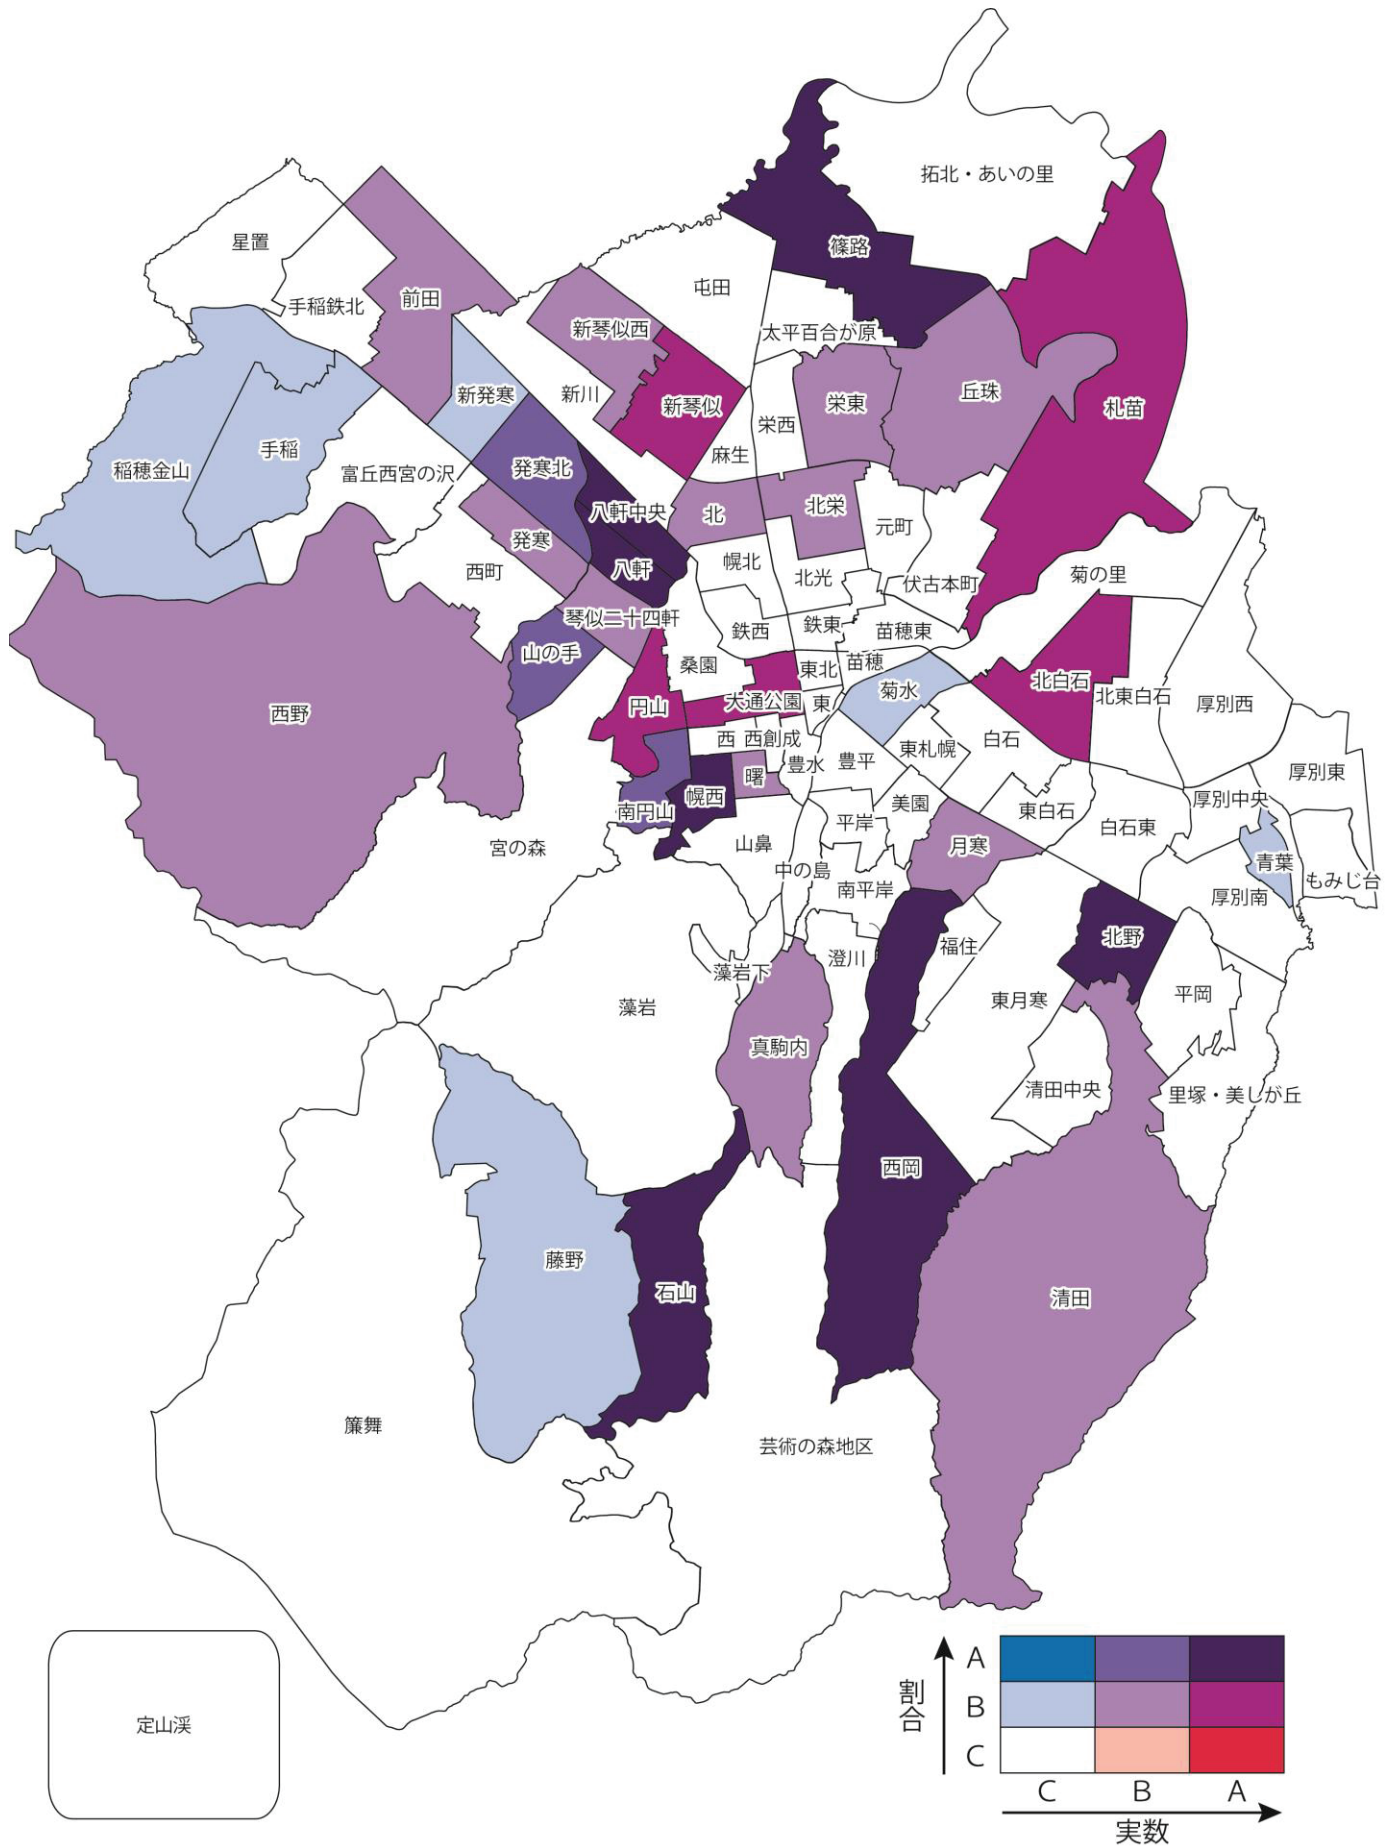 拓北・あいの里
星置
篠路
手稲鉄北
前田
屯田
新琴似西
太平百合が原
新発寒
新川
新琴似
栄西
栄東
丘珠
札苗
手稲
稲穂金山
富丘西宮の沢
麻生
発寒北
八軒中央
北
北栄
元町
発寒
西町
八軒
幌北
北光
伏古本町
菊の里
琴似二十四軒
鉄西
鉄東
苗穂東
山の手
桑園
東北
苗穂
菊水
北白石
北東白石
厚別西
西野
円山
大通公園
東
西
西創成
豊水
豊平
東札幌
白石
厚別東
曙
幌西
南円山
美園
東白石
厚別中央
宮の森
山鼻
平岸
月寒
白石東
青葉
もみじ台
中の島
南平岸
厚別南
北野
福住
澄川
藻岩下
藻岩
東月寒
平岡
真駒内
清田中央
里塚・美しが丘
西岡
藤野
石山
清田
簾舞
芸術の森地区
定山渓
割合
A
B
C
C B A
実数